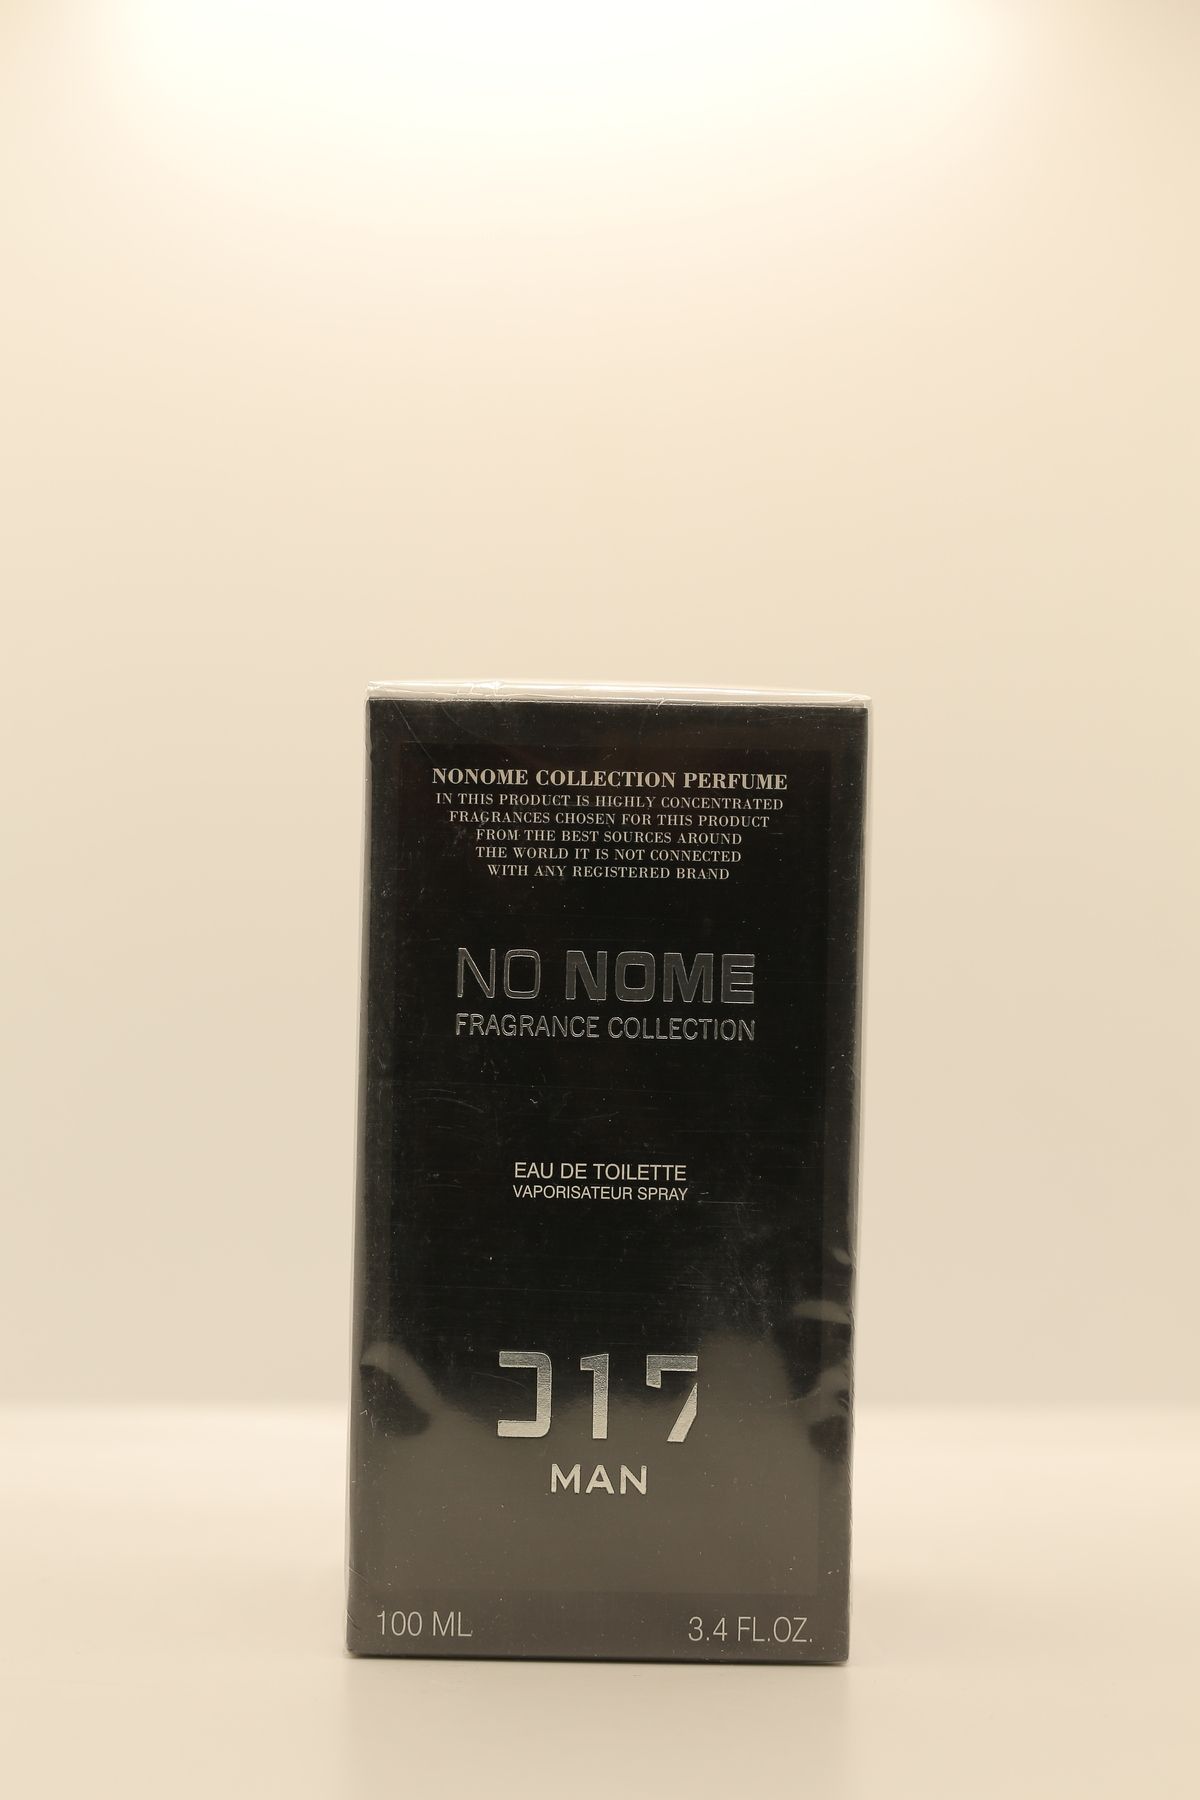 NONOME COLLECTION PERFUME
IN THIS PRODUCT IS HIGHLY CONCENTRATED
FRAGRANCES CHOSEN FOR THIS PRODUCT
FROM THE BEST SOURCES AROUND
THE WORLD IT IS NOT CONNECTED
WITH ANY REGISTERED BRAND
NO NOME
FRAGRANCE COLLECTION
EAU DE TOILETTE
VAPORISATEUR SPRAY
017
MAN
100 ML 3.4 FL.OZ.